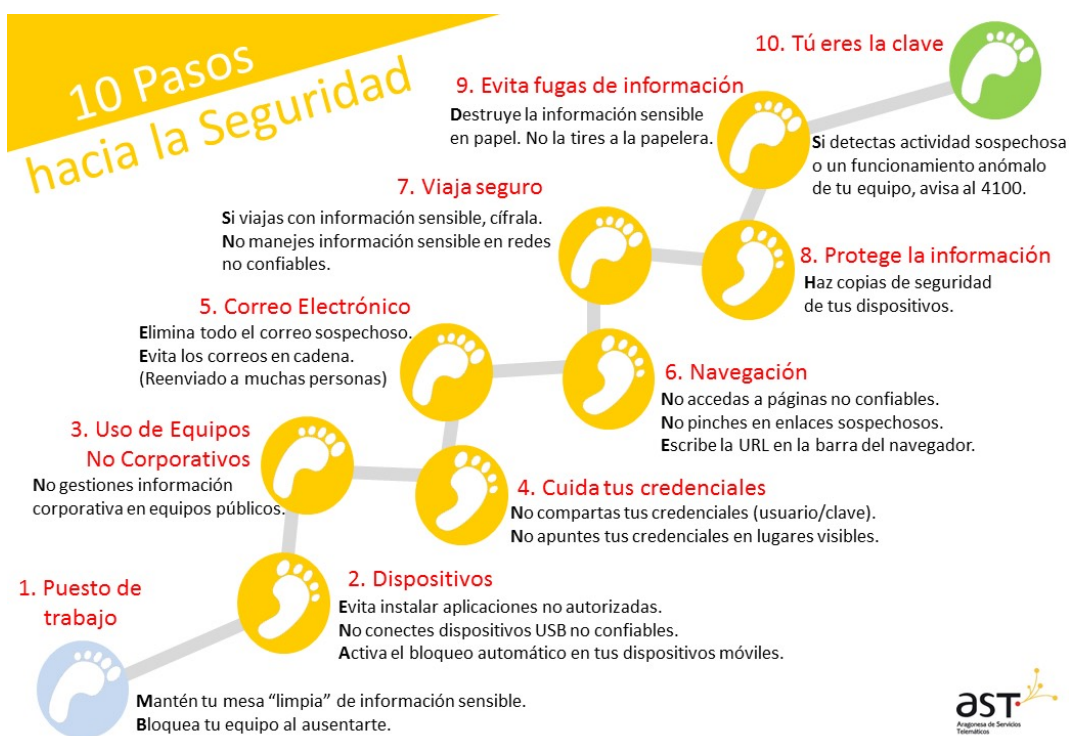 10 Pasos
hacia la Seguridad
10. Tú eres la clave
Si detectas actividad sospechosa
o un funcionamiento anómalo
de tu equipo, avisa al 4100.
9. Evita fugas de información
Destruye la información sensible
en papel. No la tires a la papelera.
8. Protege la información
Haz copias de seguridad
de tus dispositivos.
7. Viaja seguro
Si viajas con información sensible, cífrala.
No manejes información sensible en redes
no confiables.
6. Navegación
No accedas a páginas no confiables.
No pinches en enlaces sospechosos.
Escribe la URL en la barra del navegador.
5. Correo Electrónico
Elimina todo el correo sospechoso.
Evita los correos en cadena.
(Reenviado a muchas personas)
4. Cuida tus credenciales
No compartas tus credenciales (usuario/clave).
No apuntes tus credenciales en lugares visibles.
3. Uso de Equipos
No Corporativos
No gestiones información
corporativa en equipos públicos.
2. Dispositivos
Evita instalar aplicaciones no autorizadas.
No conectes dispositivos USB no confiables.
Activa el bloqueo automático en tus dispositivos móviles.
1. Puesto de
trabajo
Mantén tu mesa “limpia” de información sensible.
Bloquea tu equipo al ausentarte.
aST
Aragonesa de Servicios
Telemáticos